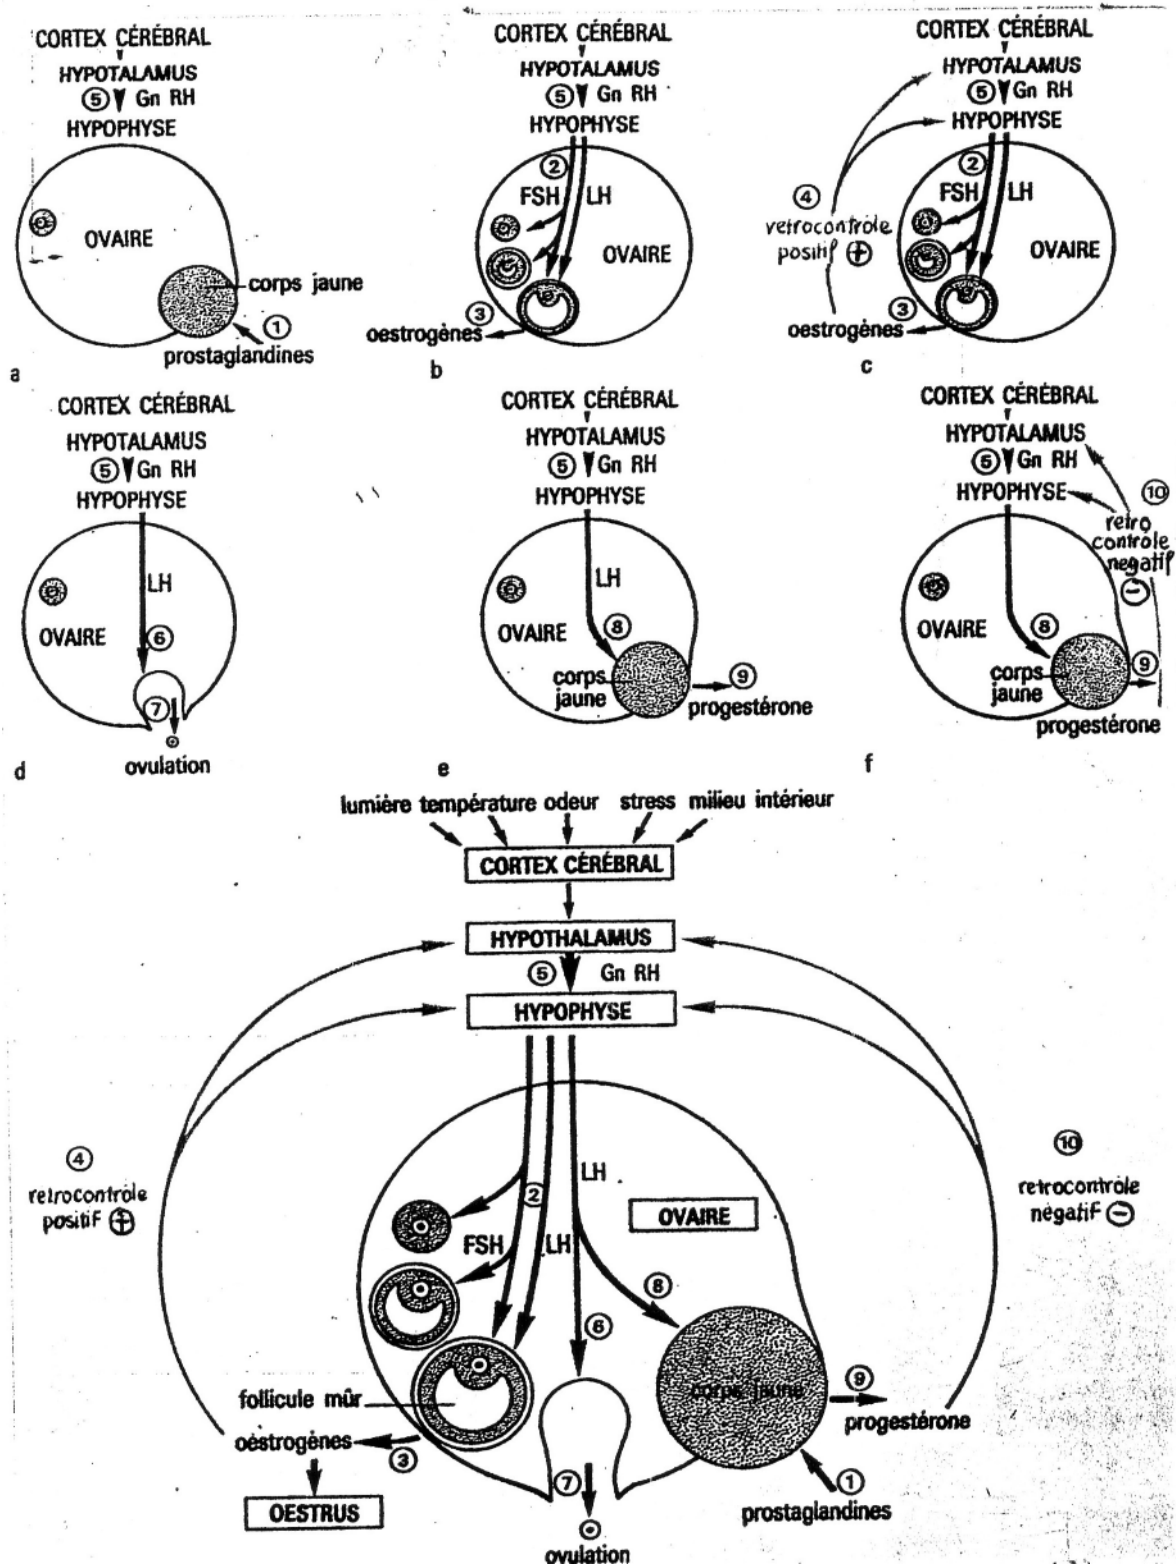 CORTEX CÉRÉBRAL
HYPOTALAMUS
⑤ Gn RH
HYPOPHYSE
OVAIRE
corps jaune
①
prostaglandines
a
CORTEX CÉRÉBRAL
HYPOTALAMUS
⑤ Gn RH
HYPOPHYSE
②
FSH LH
OVAIRE
③
oestrogènes
b
CORTEX CÉRÉBRAL
HYPOTALAMUS
⑤ Gn RH
HYPOPHYSE
②
FSH LH
④
retrocontrôle
positif ⊕
OVAIRE
③
oestrogènes
c
CORTEX CÉRÉBRAL
HYPOTALAMUS
⑤ Gn RH
HYPOPHYSE
LH
OVAIRE ⑥
⑦
ovulation
d
CORTEX CÉRÉBRAL
HYPOTALAMUS
⑤ Gn RH
HYPOPHYSE
LH
OVAIRE ⑧
corps
jaune
⑨
progestérone
e
CORTEX CÉRÉBRAL
HYPOTALAMUS
⑤ Gn RH
HYPOPHYSE
⑩
retro
contrôle
négatif
⊖
OVAIRE ⑧
corps
jaune
⑨
progestérone
f
lumière température odeur stress milieu intérieur
CORTEX CÉRÉBRAL
HYPOTHALAMUS
⑤ Gn RH
HYPOPHYSE
④
retrocontrôle
positif ⊕
⑩
retrocontrôle
négatif ⊖
LH
②
OVAIRE
FSH LH
⑧
⑥
follicule mûr
corps jaune
⑨
progestérone
oestrogènes
③
⑦
①
prostaglandines
OESTRUS
ovulation